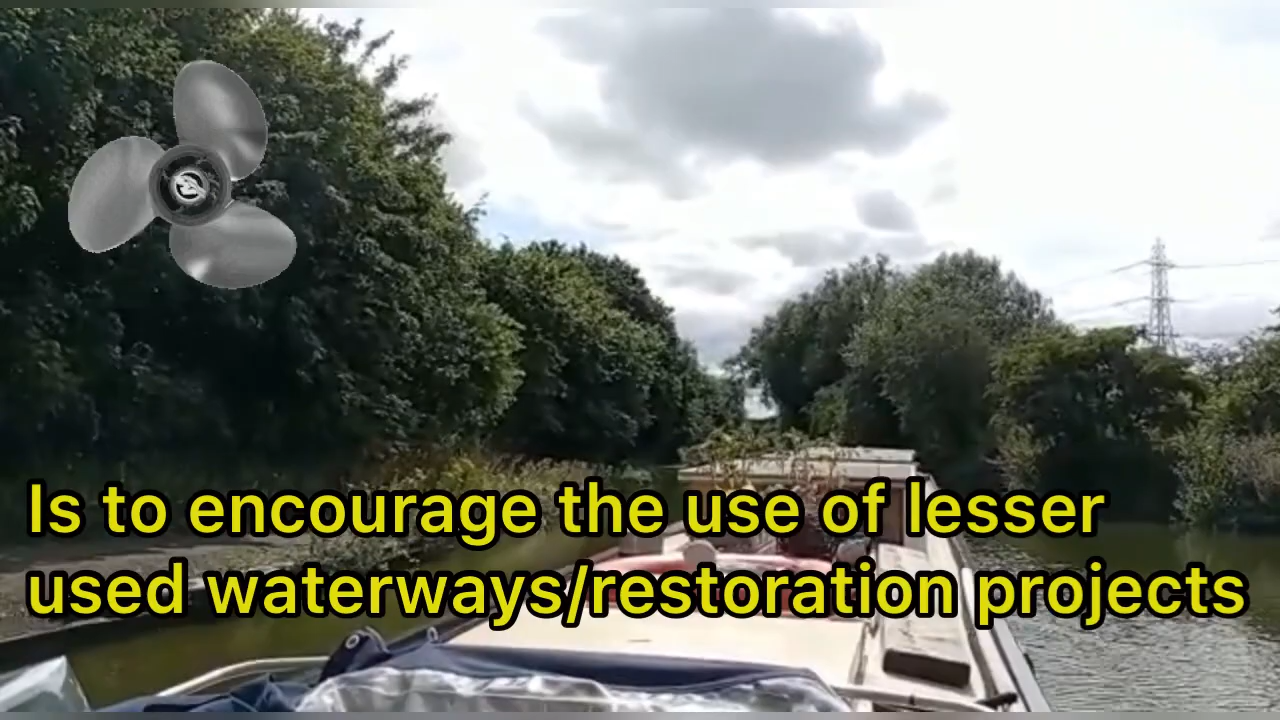 Is to encourage the use of lesser
used waterways/restoration projects